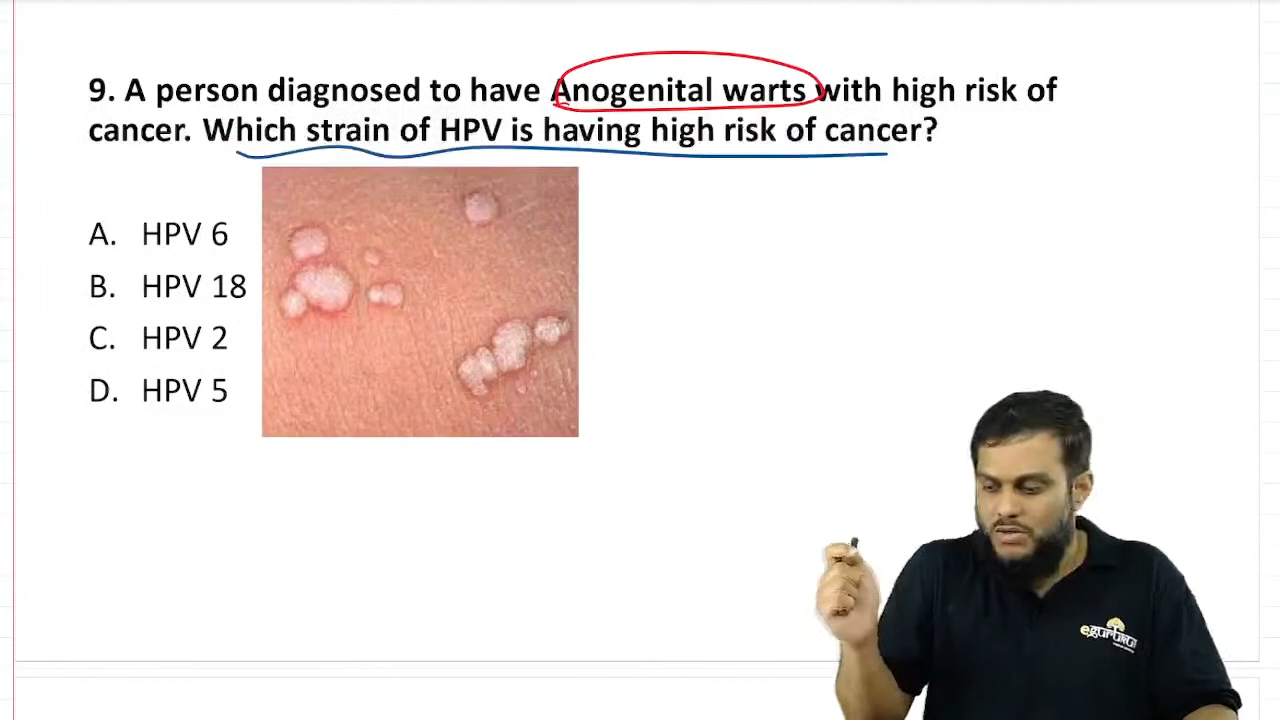 9. A person diagnosed to have Anogenital warts with high risk of
cancer. Which strain of HPV is having high risk of cancer?
A. HPV 6
B. HPV 18
C. HPV 2
D. HPV 5
egurukul